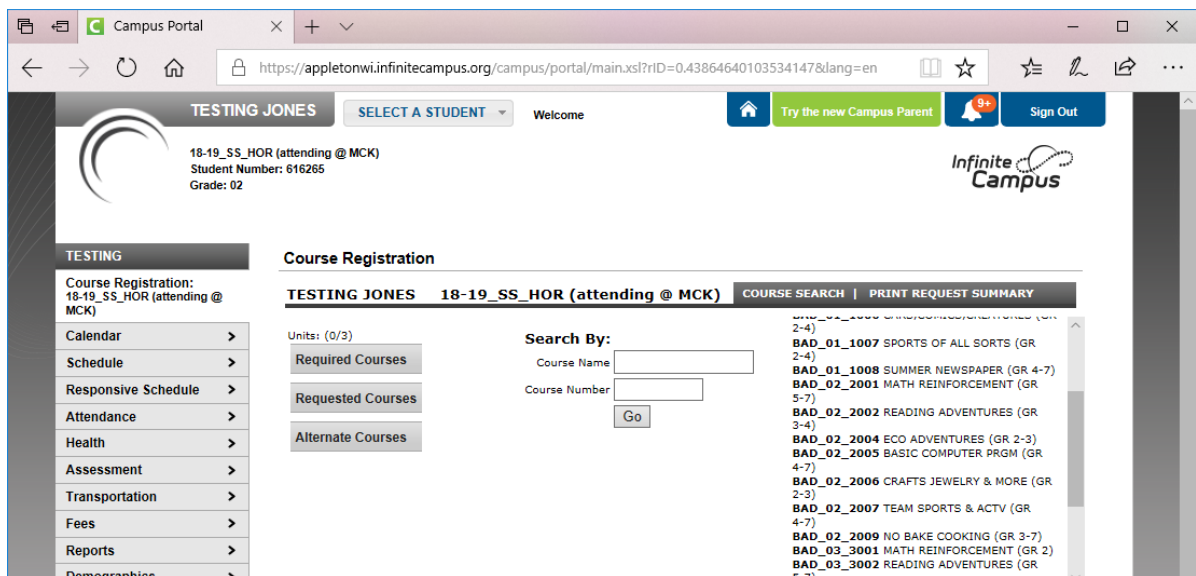 Campus Portal
https://appletonwi.infinitecampus.org/campus/portal/main.xsl?rID=0.43864640103534147&lang=en
TESTING JONES
SELECT A STUDENT
Welcome
Try the new Campus Parent
9+
Sign Out
18-19_SS_HOR (attending @ MCK)
Student Number: 616265
Grade: 02
Infinite
Campus
TESTING
Course Registration:
18-19_SS_HOR (attending @
MCK)
Calendar
Schedule
Responsive Schedule
Attendance
Health
Assessment
Transportation
Fees
Reports
Demographics
Course Registration
TESTING JONES 18-19_SS_HOR (attending @ MCK)
COURSE SEARCH | PRINT REQUEST SUMMARY
Units: (0/3)
Required Courses
Requested Courses
Alternate Courses
Search By:
Course Name
Course Number
Go
BAD_01_1006 CARD/COMICS/CREATURES (GR
2-4)
BAD_01_1007 SPORTS OF ALL SORTS (GR
2-4)
BAD_01_1008 SUMMER NEWSPAPER (GR 4-7)
BAD_02_2001 MATH REINFORCEMENT (GR
5-7)
BAD_02_2002 READING ADVENTURES (GR
3-4)
BAD_02_2004 ECO ADVENTURES (GR 2-3)
BAD_02_2005 BASIC COMPUTER PRGM (GR
4-7)
BAD_02_2006 CRAFTS JEWELRY & MORE (GR
2-3)
BAD_02_2007 TEAM SPORTS & ACTV (GR
4-7)
BAD_02_2009 NO BAKE COOKING (GR 3-7)
BAD_03_3001 MATH REINFORCEMENT (GR 2)
BAD_03_3002 READING ADVENTURES (GR
5-7)